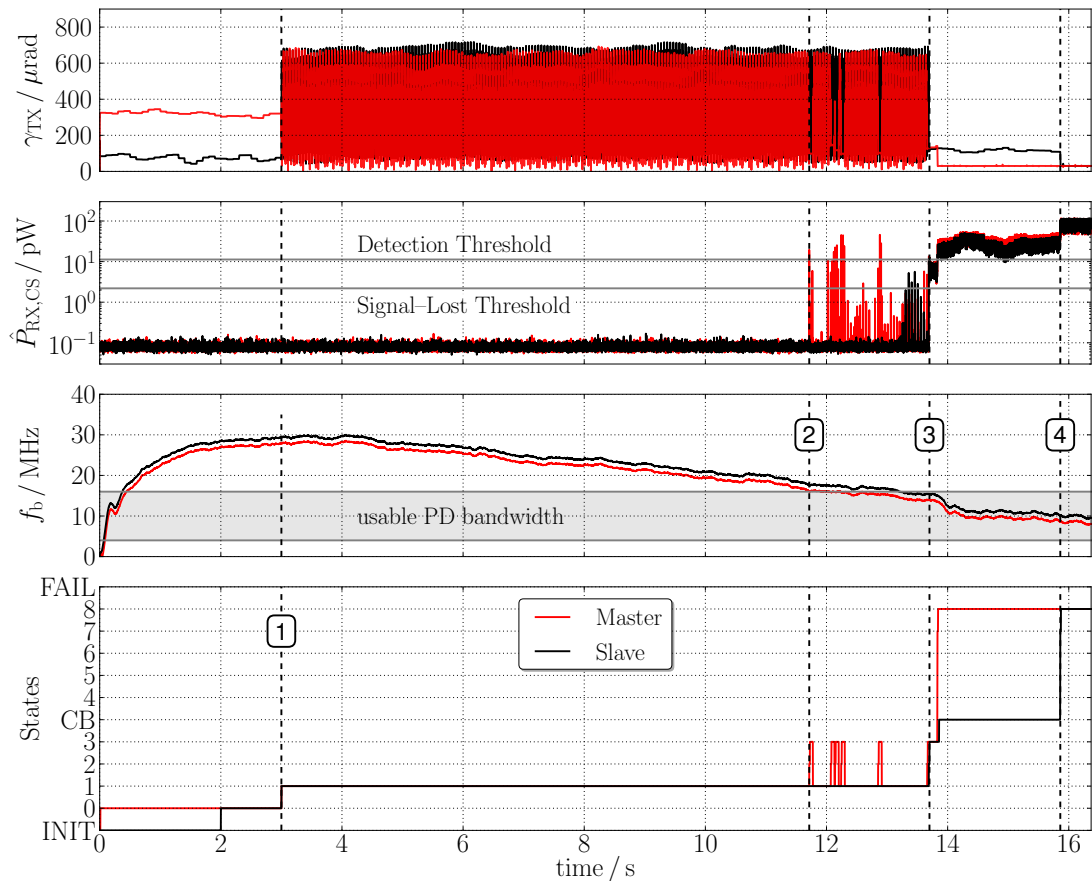 800
600
400
200
0
γTX / μrad
10²
10¹
10⁰
10⁻¹
P̂RX,CS / pW
Detection Threshold
Signal–Lost Threshold
40
30
20
10
0
fb / MHz
2
3
4
usable PD bandwidth
FAIL
8
7
6
5
4
CB
3
2
1
0
INIT
States
1
Master
Slave
0
2
4
6
8
10
12
14
16
time / s